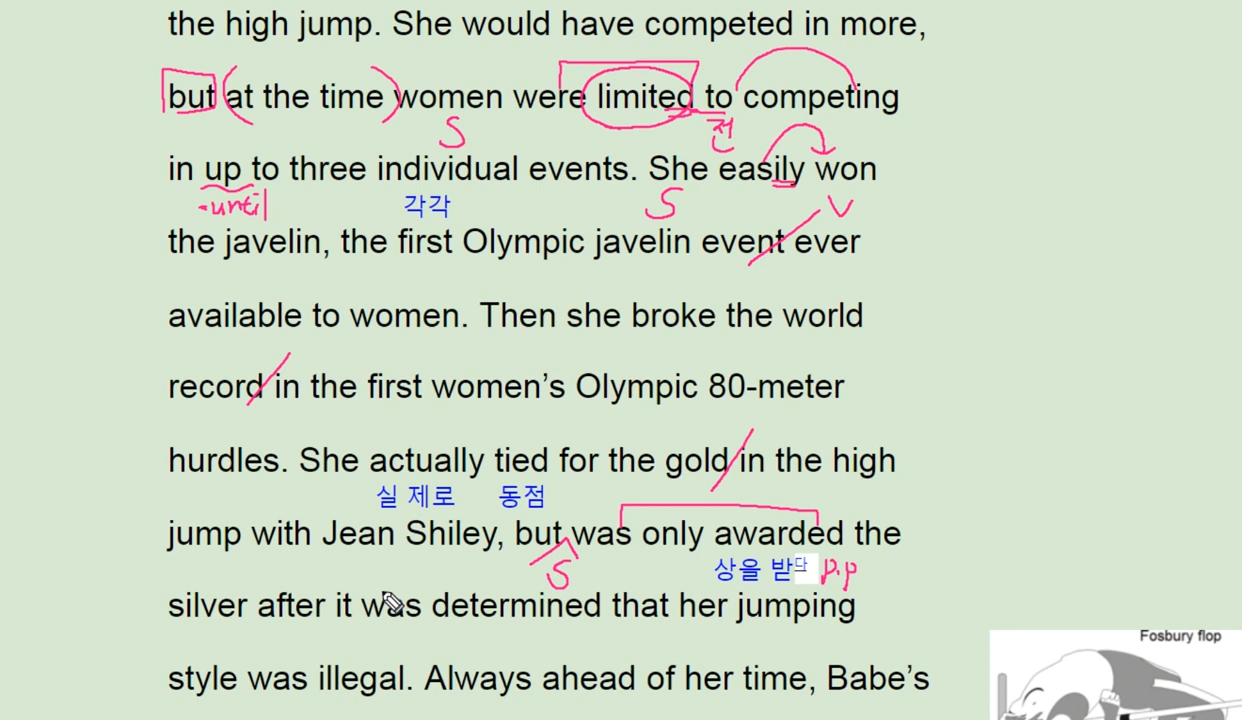 the high jump. She would have competed in more,
but at the time women were limited to competing
S 전
in up to three individual events. She easily won
-until 각각 S V
the javelin, the first Olympic javelin event ever
available to women. Then she broke the world
record in the first women’s Olympic 80-meter
hurdles. She actually tied for the gold in the high
실 제로 동점
jump with Jean Shiley, but was only awarded the
S 상을 받다 p.p
silver after it was determined that her jumping
Fosbury flop
style was illegal. Always ahead of her time, Babe’s